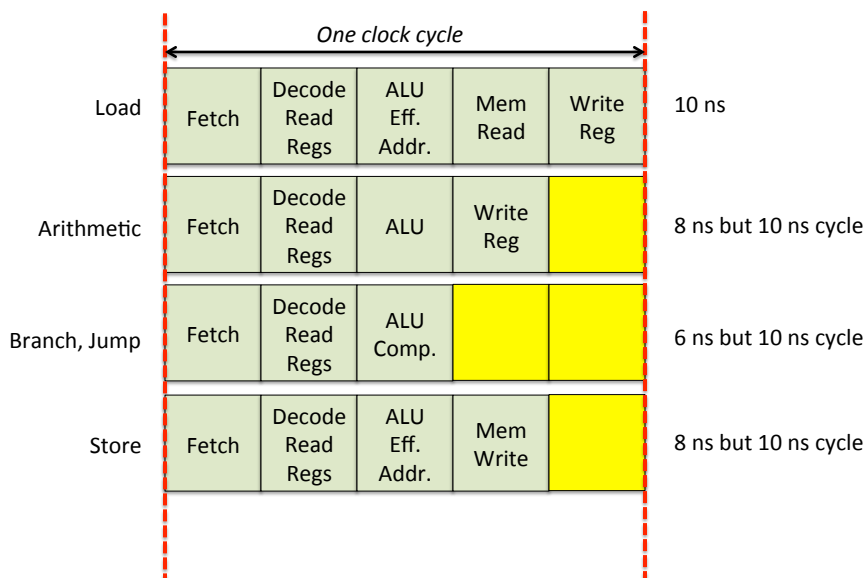 One clock cycle
Load
Fetch
Decode
Read
Regs
ALU
Eff.
Addr.
Mem
Read
Write
Reg
10 ns
Arithmetic
Fetch
Decode
Read
Regs
ALU
Write
Reg
8 ns but 10 ns cycle
Branch, Jump
Fetch
Decode
Read
Regs
ALU
Comp.
6 ns but 10 ns cycle
Store
Fetch
Decode
Read
Regs
ALU
Eff.
Addr.
Mem
Write
8 ns but 10 ns cycle